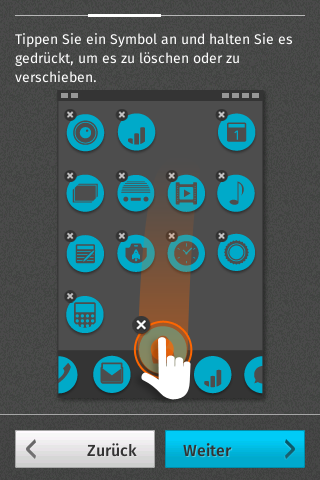 Tippen Sie ein Symbol an und halten Sie es
gedrückt, um es zu löschen oder zu
verschieben.
1
Zurück
Weiter